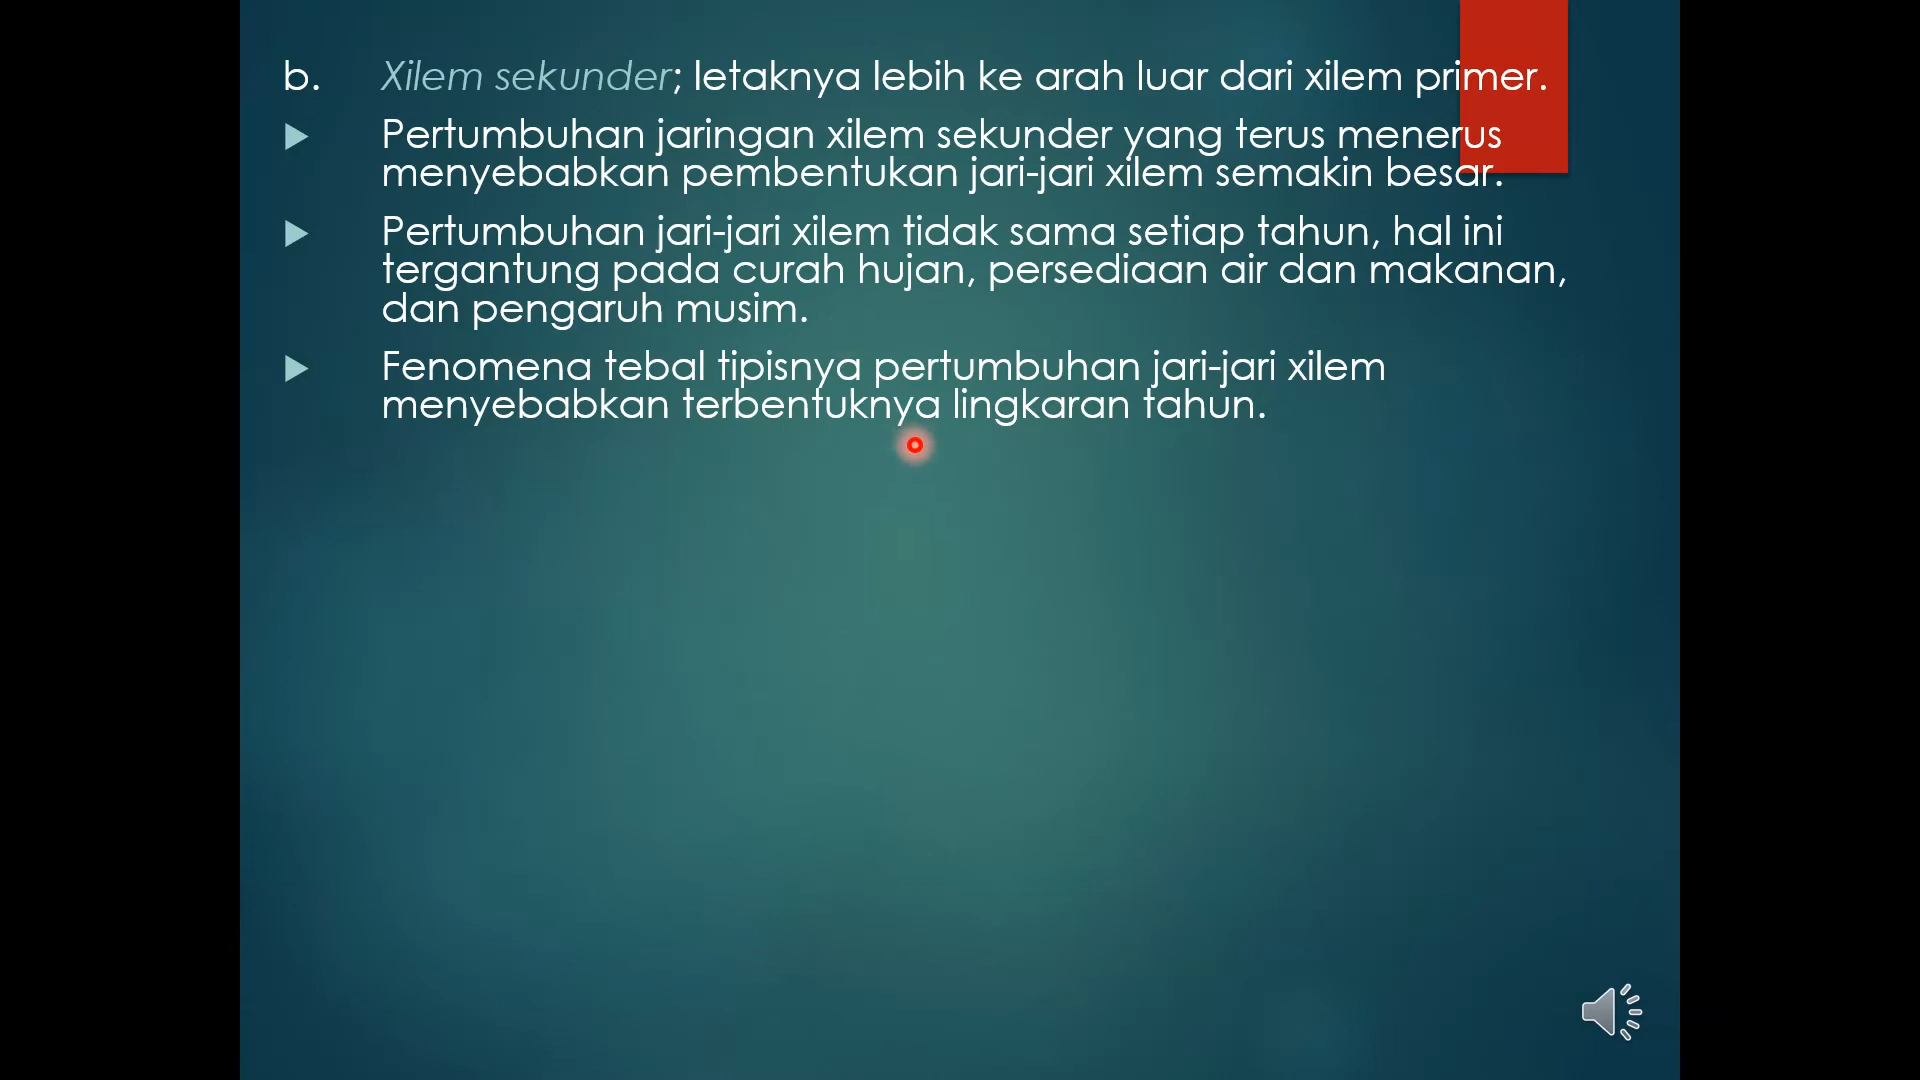 b. Xilem sekunder; letaknya lebih ke arah luar dari xilem primer.
Pertumbuhan jaringan xilem sekunder yang terus menerus
menyebabkan pembentukan jari-jari xilem semakin besar.
Pertumbuhan jari-jari xilem tidak sama setiap tahun, hal ini
tergantung pada curah hujan, persediaan air dan makanan,
dan pengaruh musim.
Fenomena tebal tipisnya pertumbuhan jari-jari xilem
menyebabkan terbentuknya lingkaran tahun.